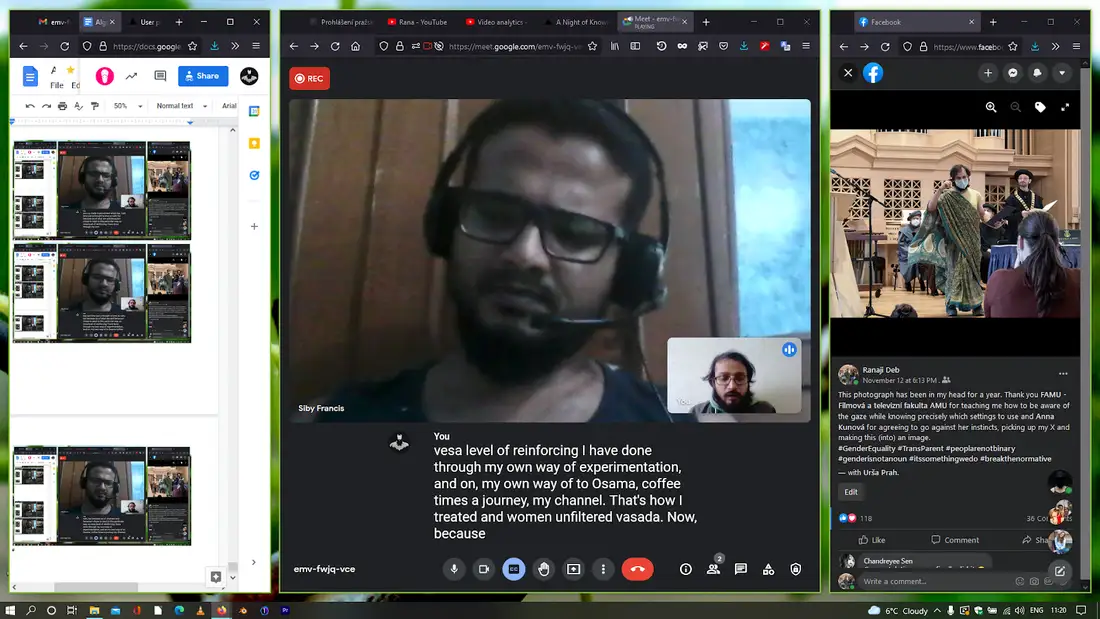 emv-f
Alg
User p
https://docs.google
A
File
Ed
Share
50%
Normal text
Arial
Prohlášení praž
Rana - YouTube
Video analytics -
A Night of Know
Meet - emv-fw
PLAYING
https://meet.google.com/emv-fwjq-v
REC
Siby Francis
You
You
vesa level of reinforcing I have done
through my own way of experimentation,
and on, my own way of to Osama, coffee
times a journey, my channel. That's how I
treated and women unfiltered vasada. Now,
because
emv-fwjq-vce
2
Facebook
https://www.facebo
Ranaji Deb
November 12 at 6:13 PM
This photograph has been in my head for a year. Thank you FAMU -
Filmová a televizní fakulta AMU for teaching me how to be aware of
the gaze while knowing precisely which settings to use and Anna
Kunová for agreeing to go against her instincts, picking up my X and
making this (into) an image.
#GenderEquality #TransParent #peoplarenotbinary
#genderisnotanoun #itssomethingwedo #breakthenormative
— with Urša Prah.
Edit
118
36 Co
Like
Comment
Sha
Chandreyee Sen
Write a comment...
6°C Cloudy
ENG
11:20